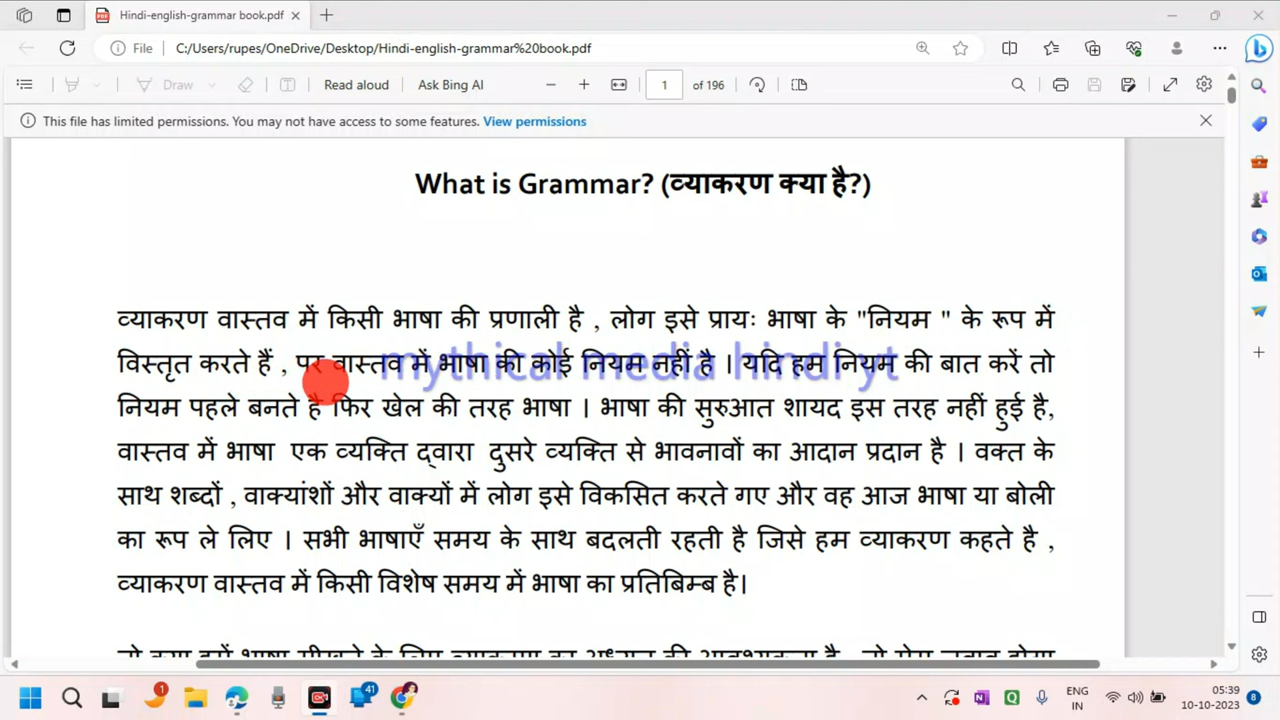 Hindi-english-grammar book.pdf
File C:/Users/rupes/OneDrive/Desktop/Hindi-english-grammar%20book.pdf
Draw Read aloud Ask Bing AI 1 of 196
This file has limited permissions. You may not have access to some features. View permissions
What is Grammar? (व्याकरण क्या है?)
व्याकरण वास्तव में किसी भाषा की प्रणाली है , लोग इसे प्रायः भाषा के "नियम " के रूप में
विस्तृत करते हैं , पर वास्तव में भाषा की कोई नियम नहीं है । यदि हम नियम की बात करें तो
mythical media hindi yt
नियम पहले बनते है फिर खेल की तरह भाषा । भाषा की सुरुआत शायद इस तरह नहीं हुई है,
वास्तव में भाषा एक व्यक्ति द्वारा दुसरे व्यक्ति से भावनावों का आदान प्रदान है । वक्त के
साथ शब्दों , वाक्यांशों और वाक्यों में लोग इसे विकसित करते गए और वह आज भाषा या बोली
का रूप ले लिए । सभी भाषाएँ समय के साथ बदलती रहती है जिसे हम व्याकरण कहते है ,
व्याकरण वास्तव में किसी विशेष समय में भाषा का प्रतिबिम्ब है।
1 41 ENG IN 05:39 10-10-2023 8